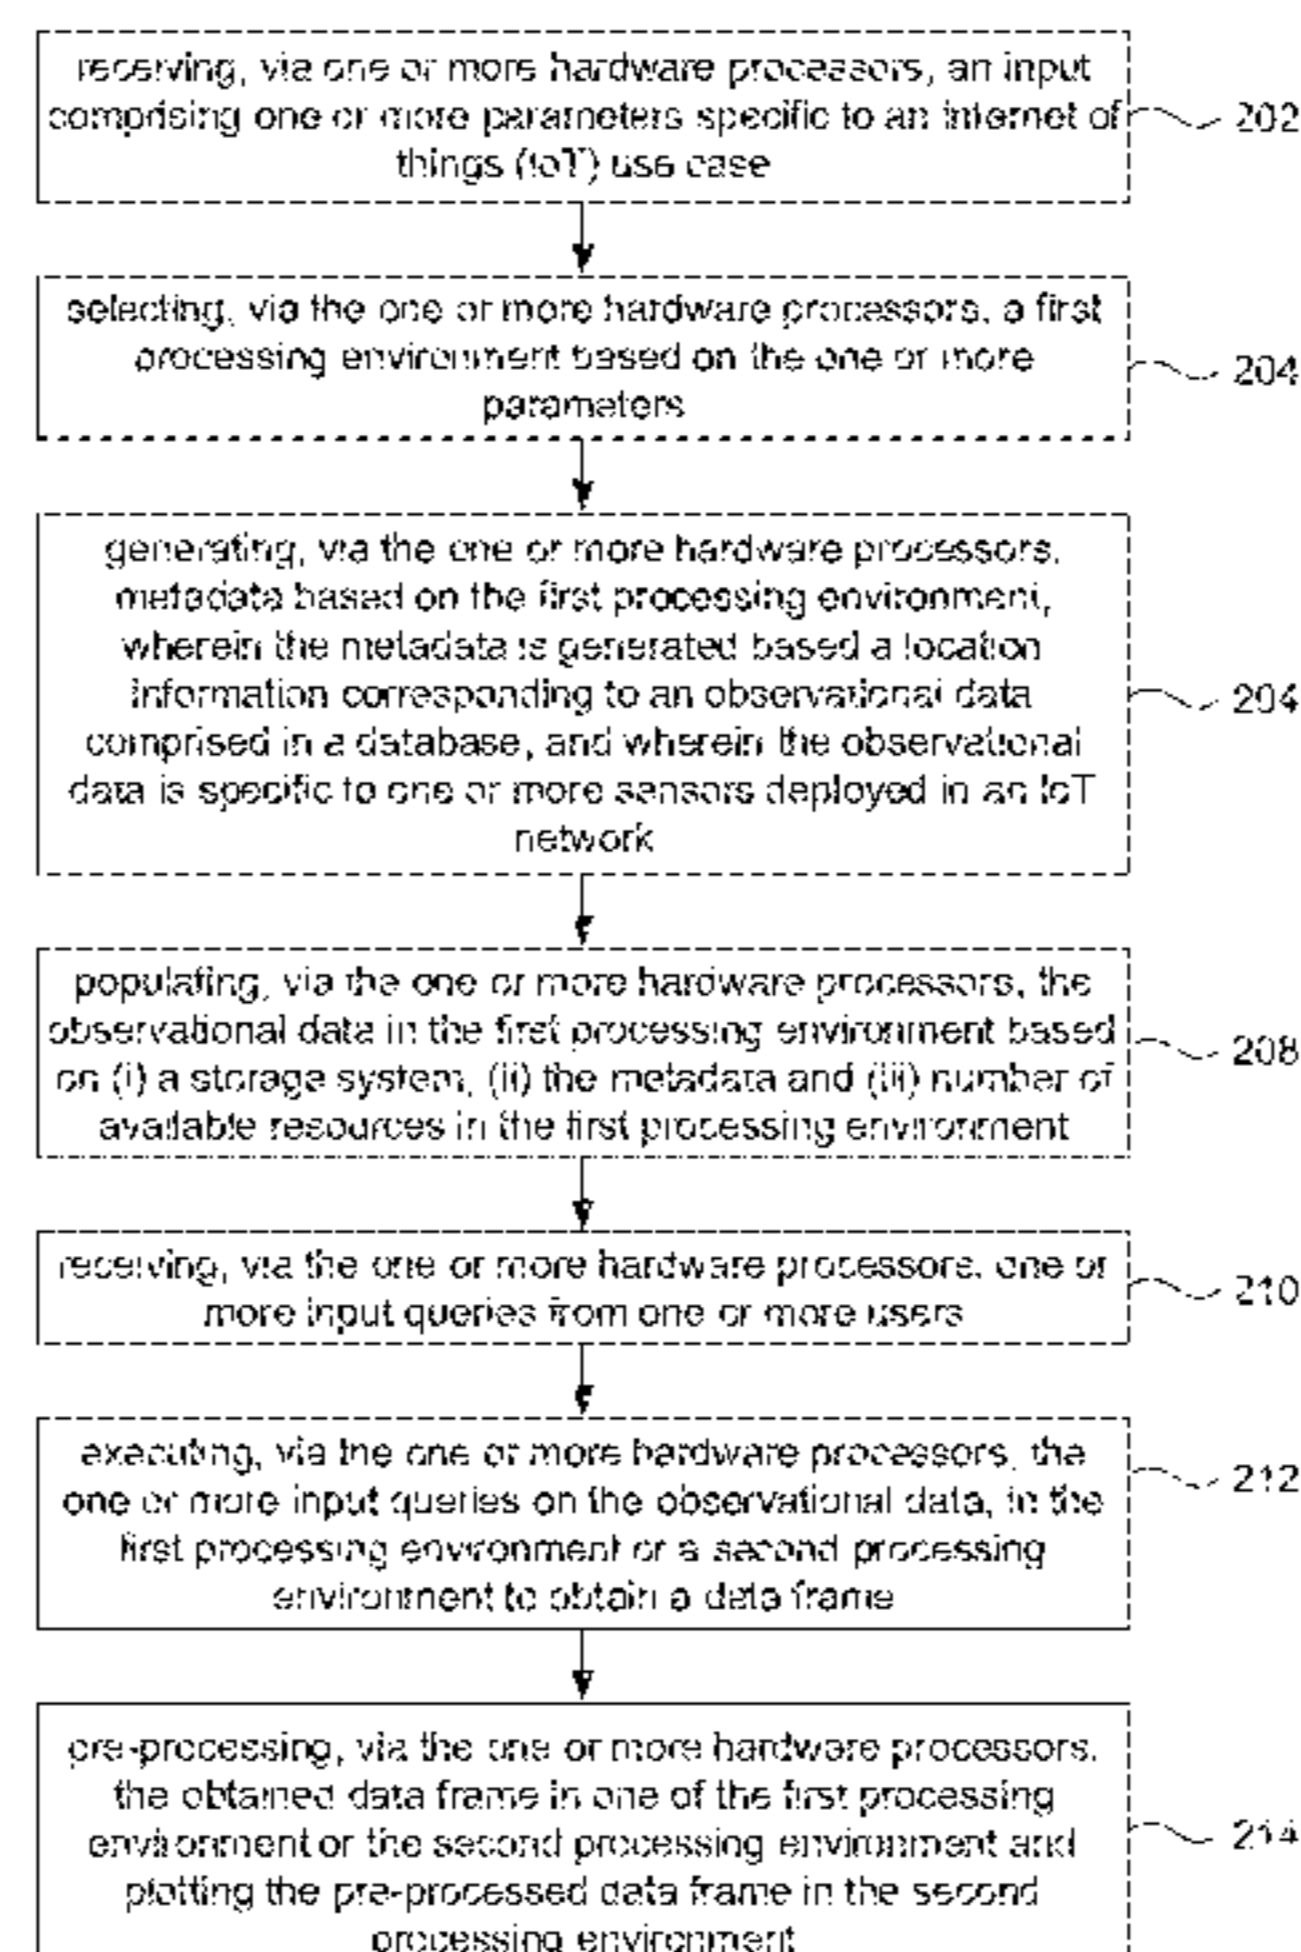 receiving, via one or more hardware processors, an input
comprising one or more parameters specific to an internet of
things (IoT) use case
202
selecting, via the one or more hardware processors, a first
processing environment based on the one or more
parameters
204
generating, via the one or more hardware processors,
metadata based on the first processing environment,
wherein the metadata is generated based a location
information corresponding to an observational data
comprised in a database, and wherein the observational
data is specific to one or more sensors deployed in an IoT
network
204
populating, via the one or more hardware processors, the
observational data in the first processing environment based
on (i) a storage system, (ii) the metadata and (iii) number of
available resources in the first processing environment
208
receiving, via the one or more hardware processors, one or
more input queries from one or more users
210
executing, via the one or more hardware processors, the
one or more input queries on the observational data, in the
first processing environment or a second processing
environment to obtain a data frame
212
pre-processing, via the one or more hardware processors,
the obtained data frame in one of the first processing
environment or the second processing environment and
plotting the pre-processed data frame in the second
processing environment
214